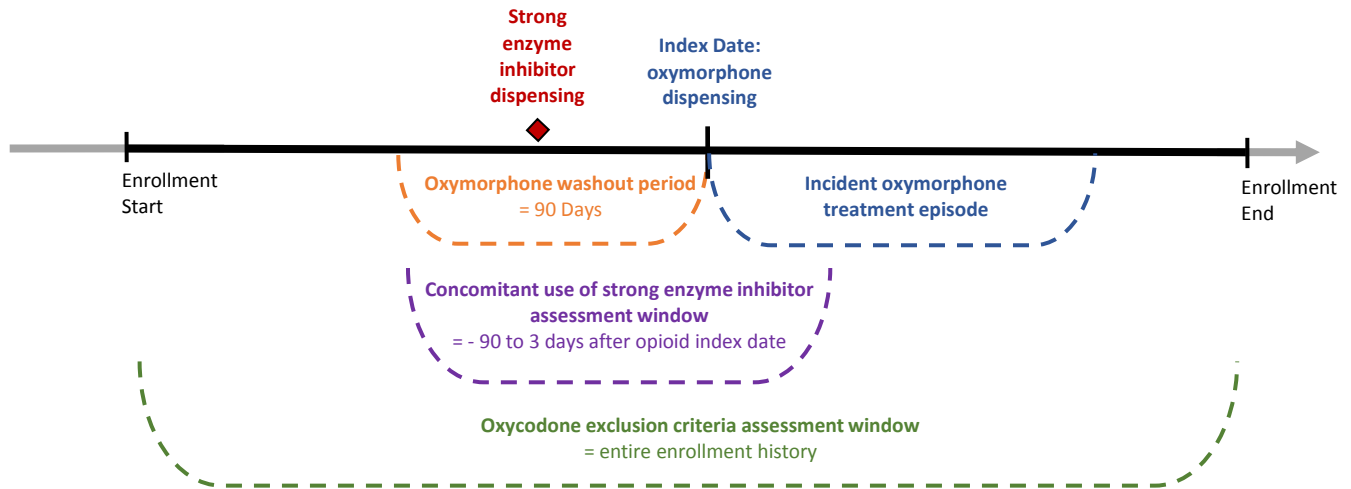 Strong
enzyme
inhibitor
dispensing
Index Date:
oxymorphone
dispensing
Enrollment
Start
Oxymorphone washout period
= 90 Days
Incident oxymorphone
treatment episode
Enrollment
End
Concomitant use of strong enzyme inhibitor
assessment window
= - 90 to 3 days after opioid index date
Oxycodone exclusion criteria assessment window
= entire enrollment history